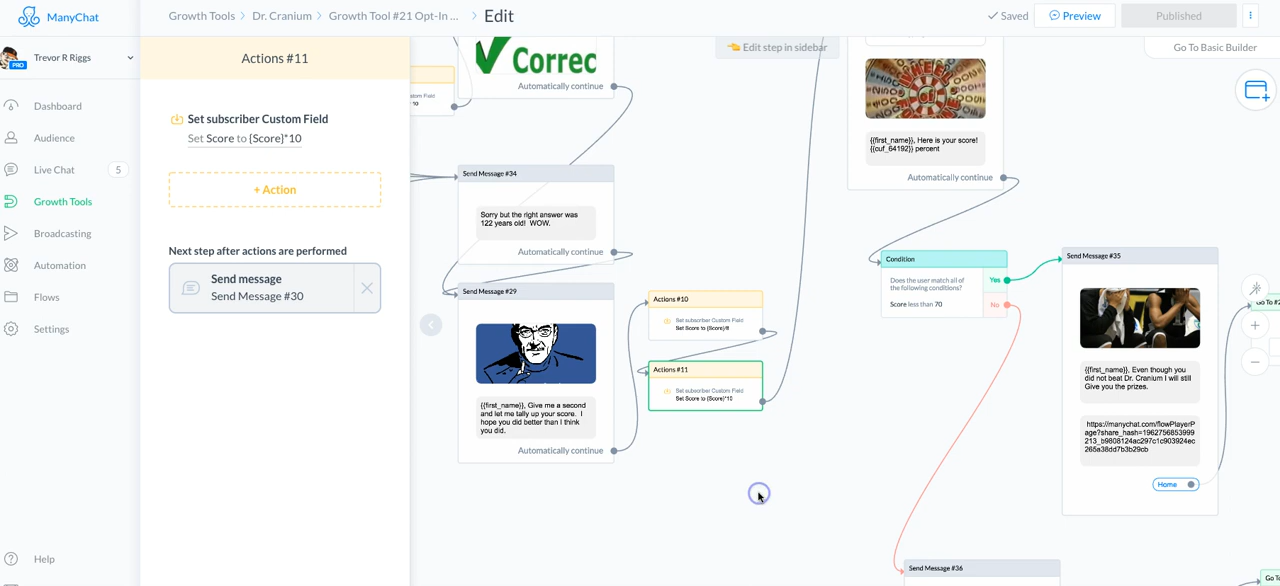 ManyChat
Growth Tools
Dr. Cranium
Growth Tool #21 Opt-In ...
Edit
Saved
Preview
Published
Trevor R Riggs
PRO
Dashboard
Audience
Live Chat
5
Growth Tools
Broadcasting
Automation
Flows
Settings
Help
Actions #11
Set subscriber Custom Field
Set Score to {Score}*10
+ Action
Next step after actions are performed
Send message
Send Message #30
Edit step in sidebar
Go To Basic Builder
Correc
Automatically continue
Send Message #34
Sorry but the right answer was
122 years old! WOW.
Automatically continue
Send Message #29
{{first_name}}, Give me a second
and let me tally up your score. I
hope you did better than I think
you did.
Automatically continue
Actions #10
Set subscriber Custom Field
Actions #11
Set subscriber Custom Field
Set Score to {Score}*10
{{first_name}}, Here is your score!
{{cuf_64192}} percent
Automatically continue
Condition
Does the user match all of
the following conditions?
Score less than 70
Yes
No
Send Message #35
{{first_name}}, Even though you
did not beat Dr. Cranium I will still
Give you the prizes.
https://manychat.com/flowPlayerP
age?share_hash=1962756853999
213_b9808124ac297c1c903924ec
265a38dd7b3b29cb
Home
Send Message #36